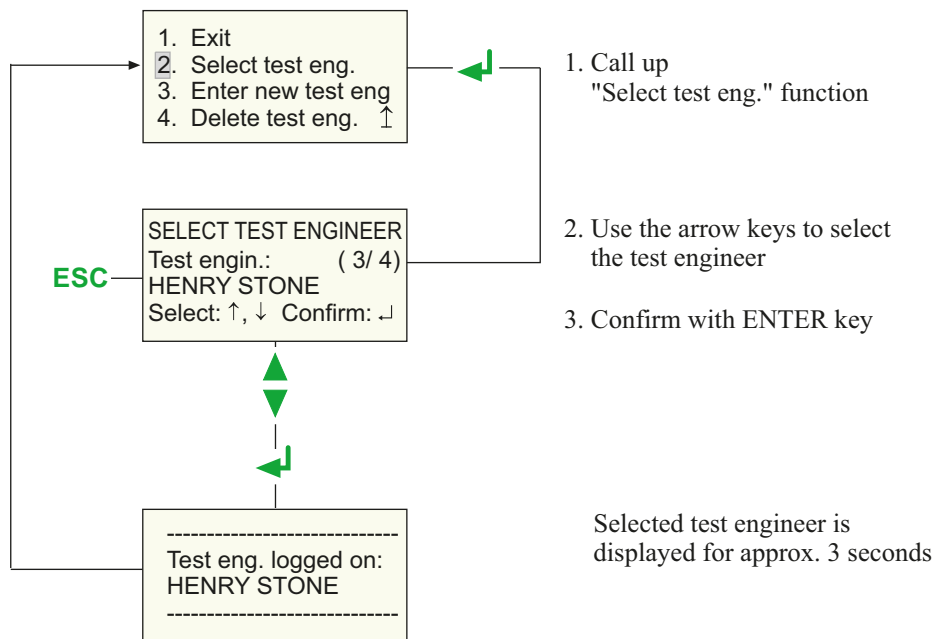 1. Exit
2. Select test eng.
3. Enter new test eng
4. Delete test eng. ↥
1. Call up
"Select test eng." function
SELECT TEST ENGINEER
Test engin.: ( 3/ 4)
HENRY STONE
Select: ↑, ↓ Confirm: ↵
ESC
2. Use the arrow keys to select
the test engineer
3. Confirm with ENTER key
------------------------------
Test eng. logged on:
HENRY STONE
------------------------------
Selected test engineer is
displayed for approx. 3 seconds